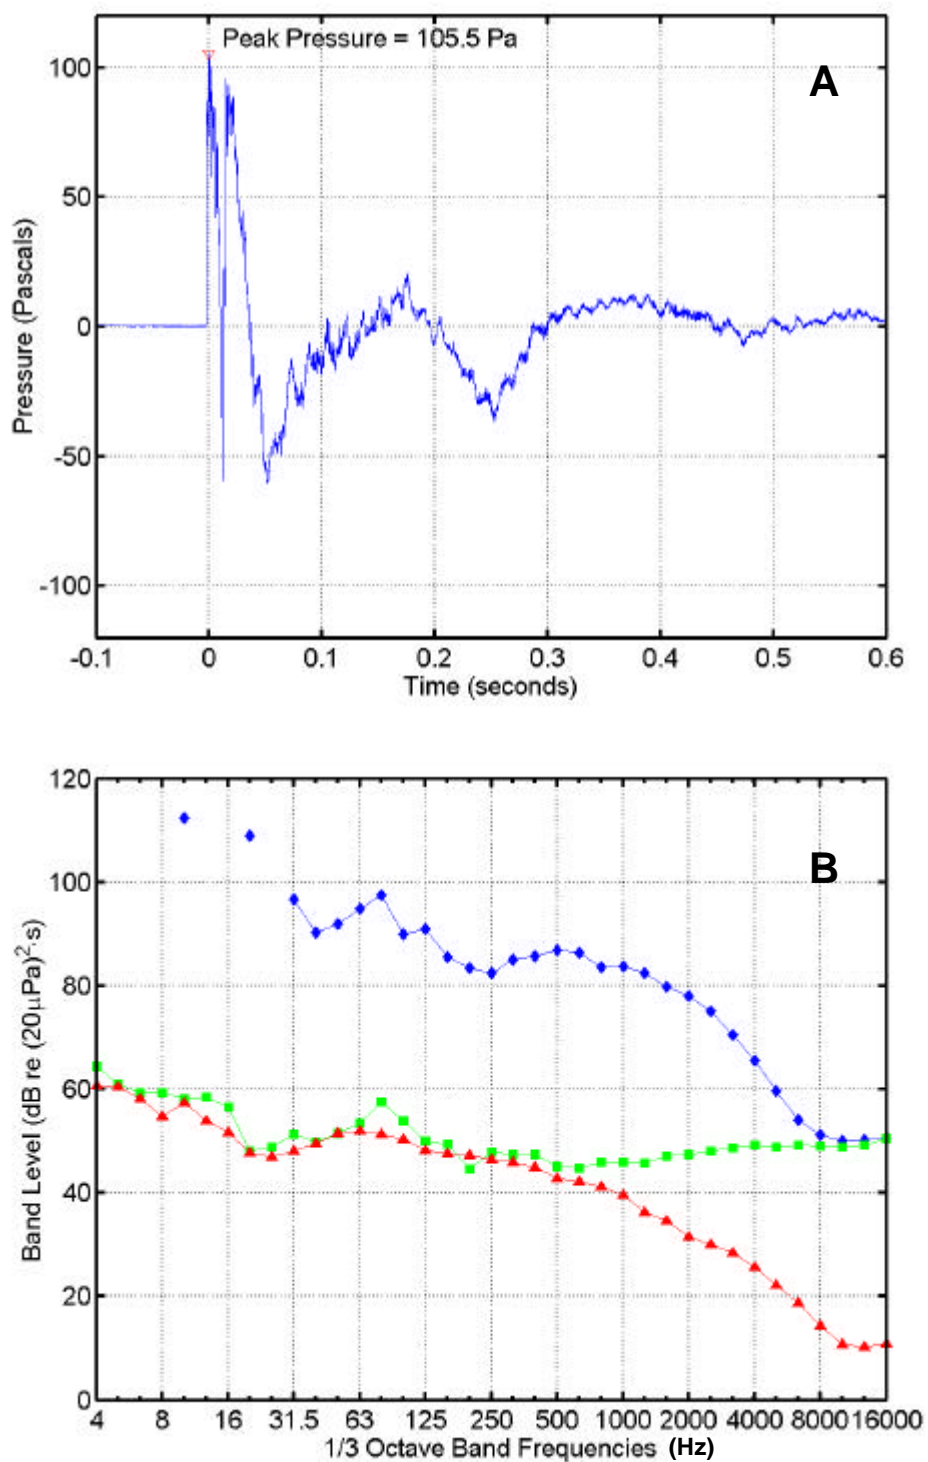 Peak Pressure = 105.5 Pa
A
100
50
0
-50
-100
Pressure (Pascals)
-0.1 0 0.1 0.2 0.3 0.4 0.5 0.6
Time (seconds)
B
120
100
80
60
40
20
0
Band Level (dB re (20μPa)²·s)
4 8 16 31.5 63 125 250 500 1000 2000 4000 8000 16000
1/3 Octave Band Frequencies (Hz)